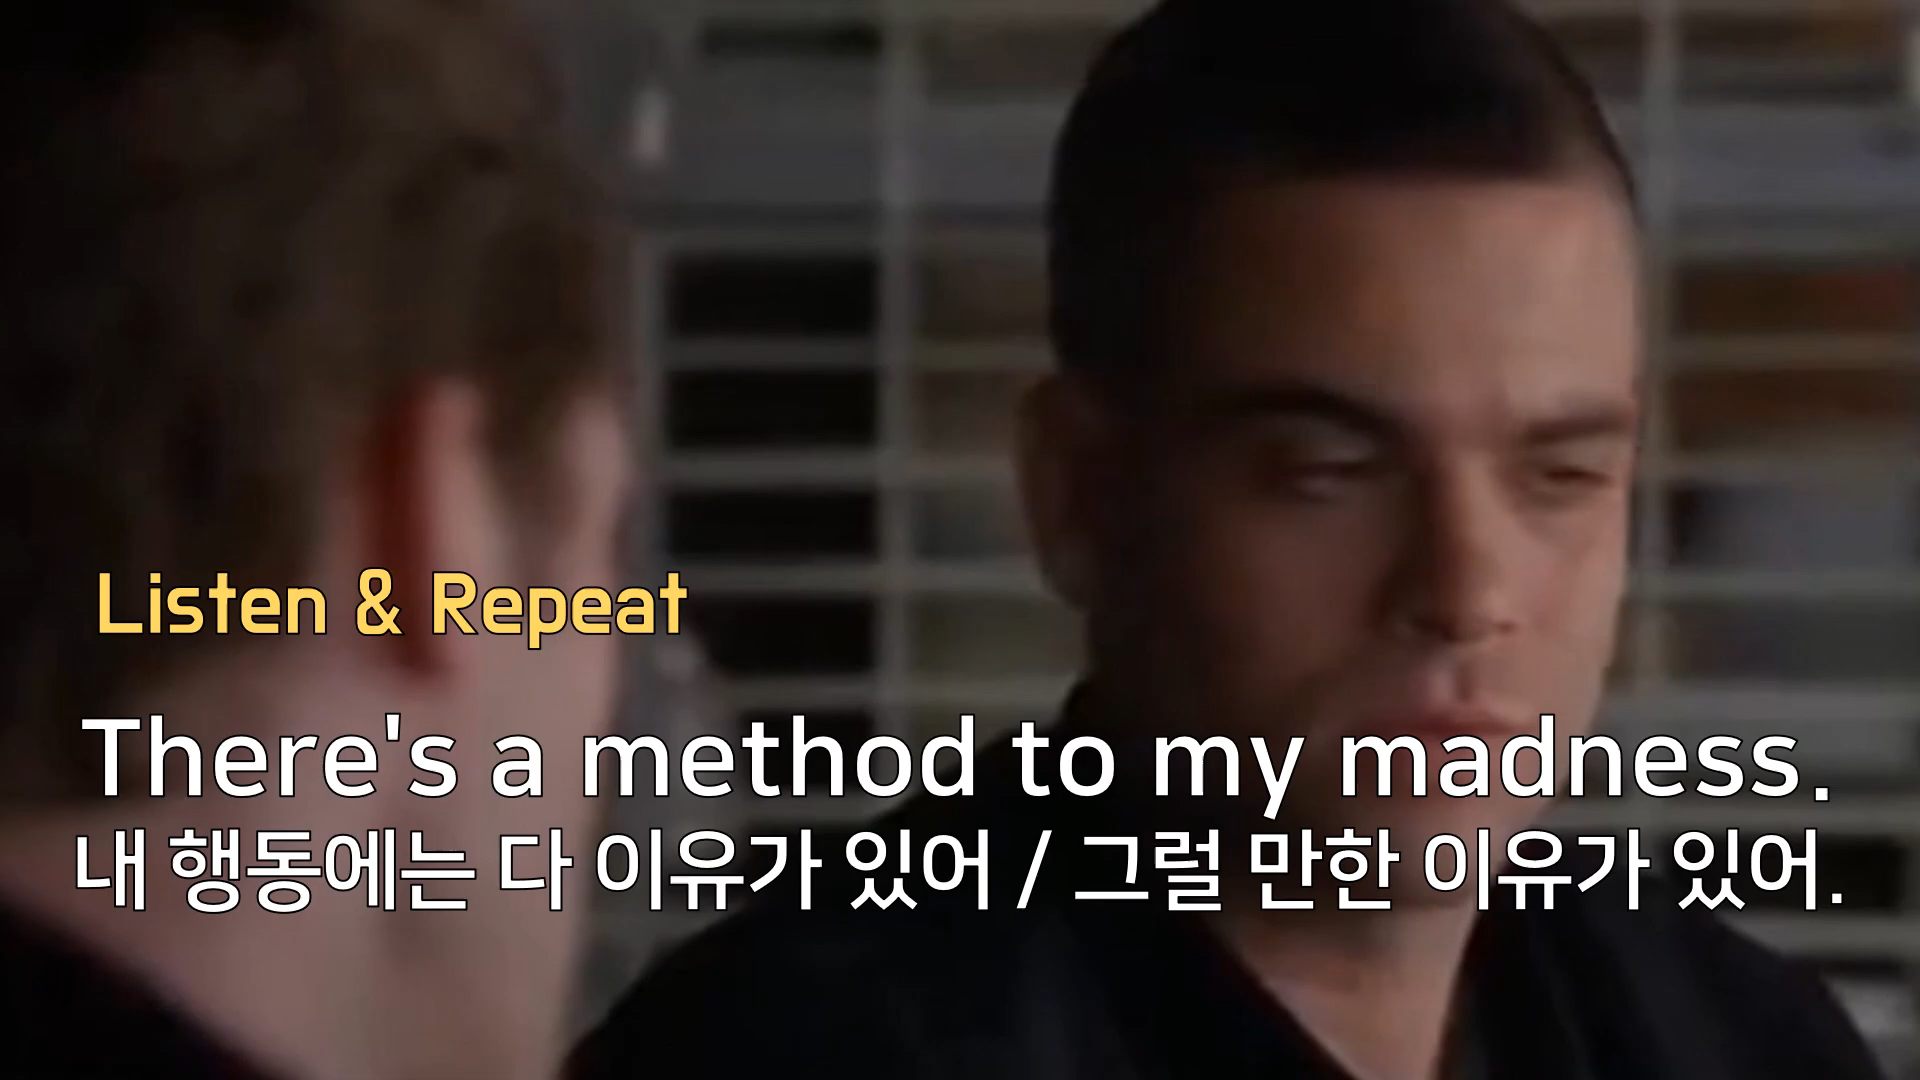 Listen & Repeat
There's a method to my madness.
내 행동에는 다 이유가 있어 / 그럴 만한 이유가 있어.